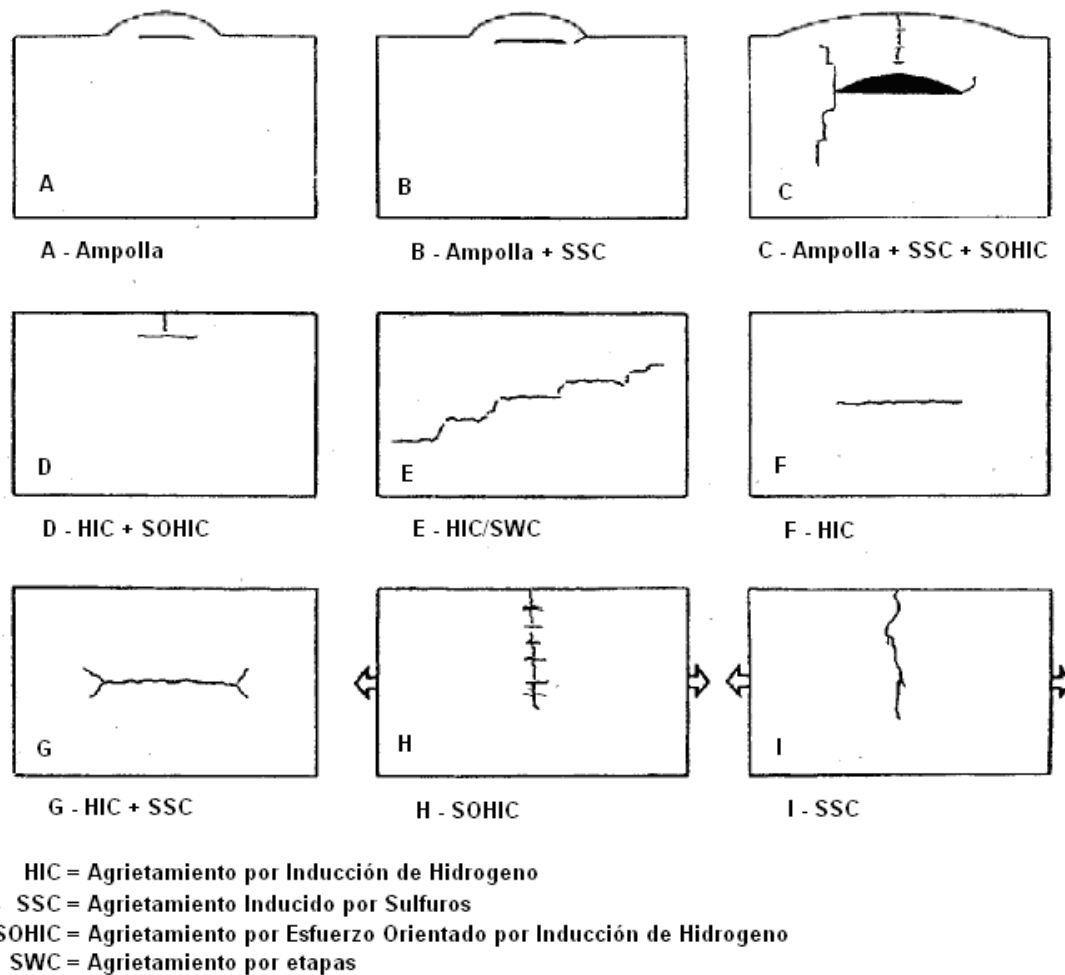 A
B
C
A - Ampolla
B - Ampolla + SSC
C - Ampolla + SSC + SOHIC
D
E
F
D - HIC + SOHIC
E - HIC/SWC
F - HIC
G
H
I
G - HIC + SSC
H - SOHIC
I - SSC
HIC = Agrietamiento por Inducción de Hidrogeno
SSC = Agrietamiento Inducido por Sulfuros
SOHIC = Agrietamiento por Esfuerzo Orientado por Inducción de Hidrogeno
SWC = Agrietamiento por etapas